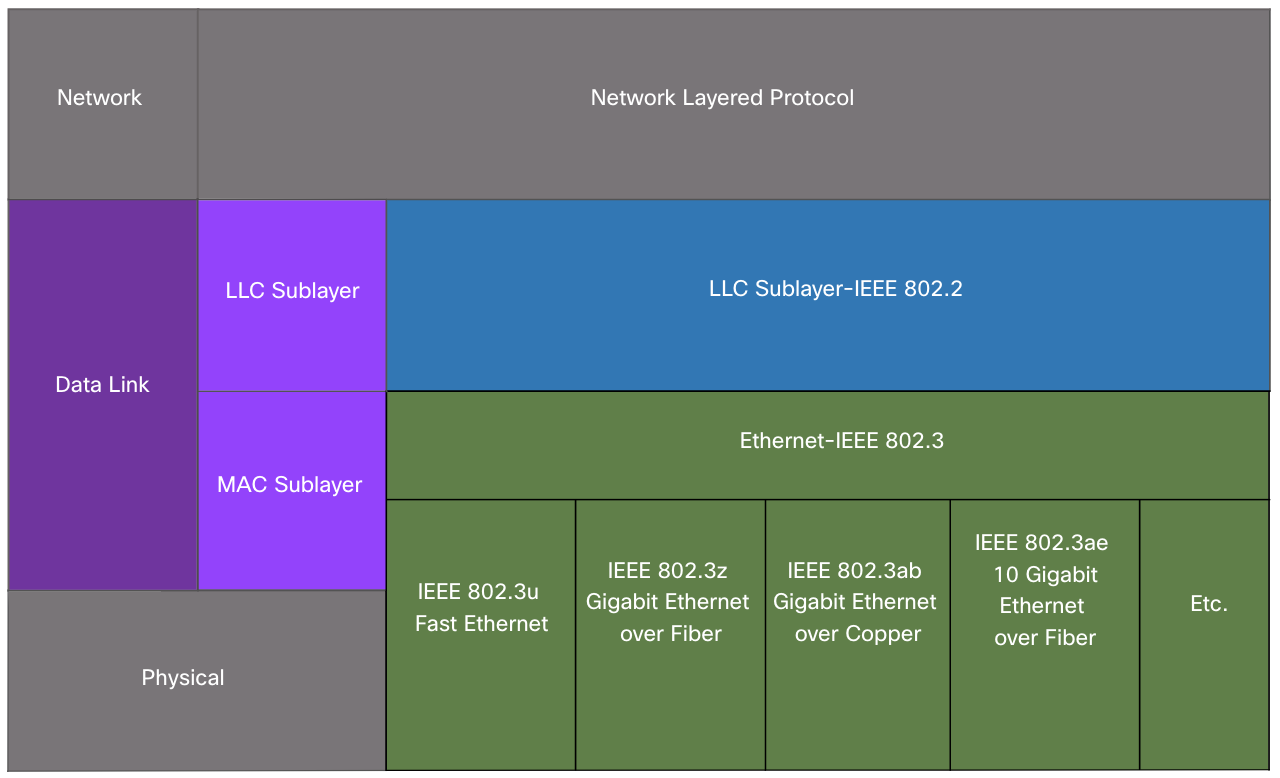 Network
Network Layered Protocol
Data Link
LLC Sublayer
LLC Sublayer-IEEE 802.2
MAC Sublayer
Ethernet-IEEE 802.3
IEEE 802.3u
Fast Ethernet
IEEE 802.3z
Gigabit Ethernet
over Fiber
IEEE 802.3ab
Gigabit Ethernet
over Copper
IEEE 802.3ae
10 Gigabit
Ethernet
over Fiber
Etc.
Physical